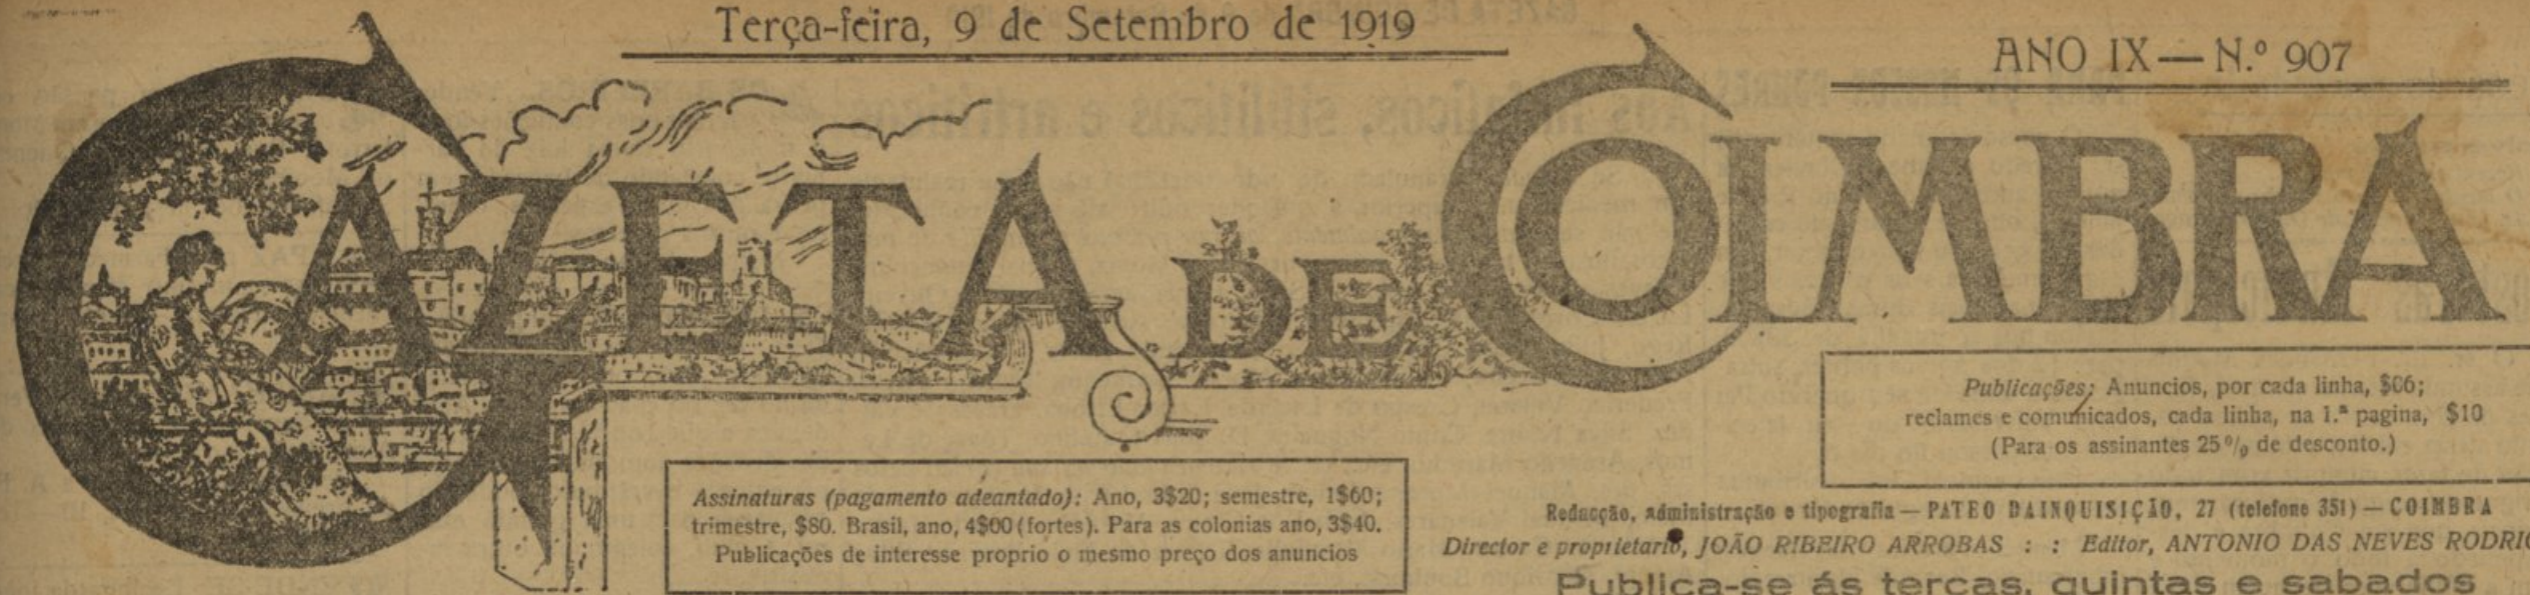 Terça-feira, 9 de Setembro de 1919
ANO IX — N.º 907
GAZETA DE COIMBRA
Publicações; Anuncios, por cada linha, $06;
reclames e comunicados, cada linha, na 1.ª pagina, $10
(Para os assinantes 25 % de desconto.)
Assinaturas (pagamento adeantado): Ano, 3$20; semestre, 1$60;
trimestre, $80. Brasil, ano, 4$00 (fortes). Para as colonias ano, 3$40.
Publicações de interesse proprio o mesmo preço dos anuncios
Redacção, administração e tipografia — PATEO DA INQUISIÇÃO, 27 (telefone 351) — COIMBRA
Director e proprietario, JOÃO RIBEIRO ARROBAS : : Editor, ANTONIO DAS NEVES RODRIG
Publica-se ás terças, quintas e sabados